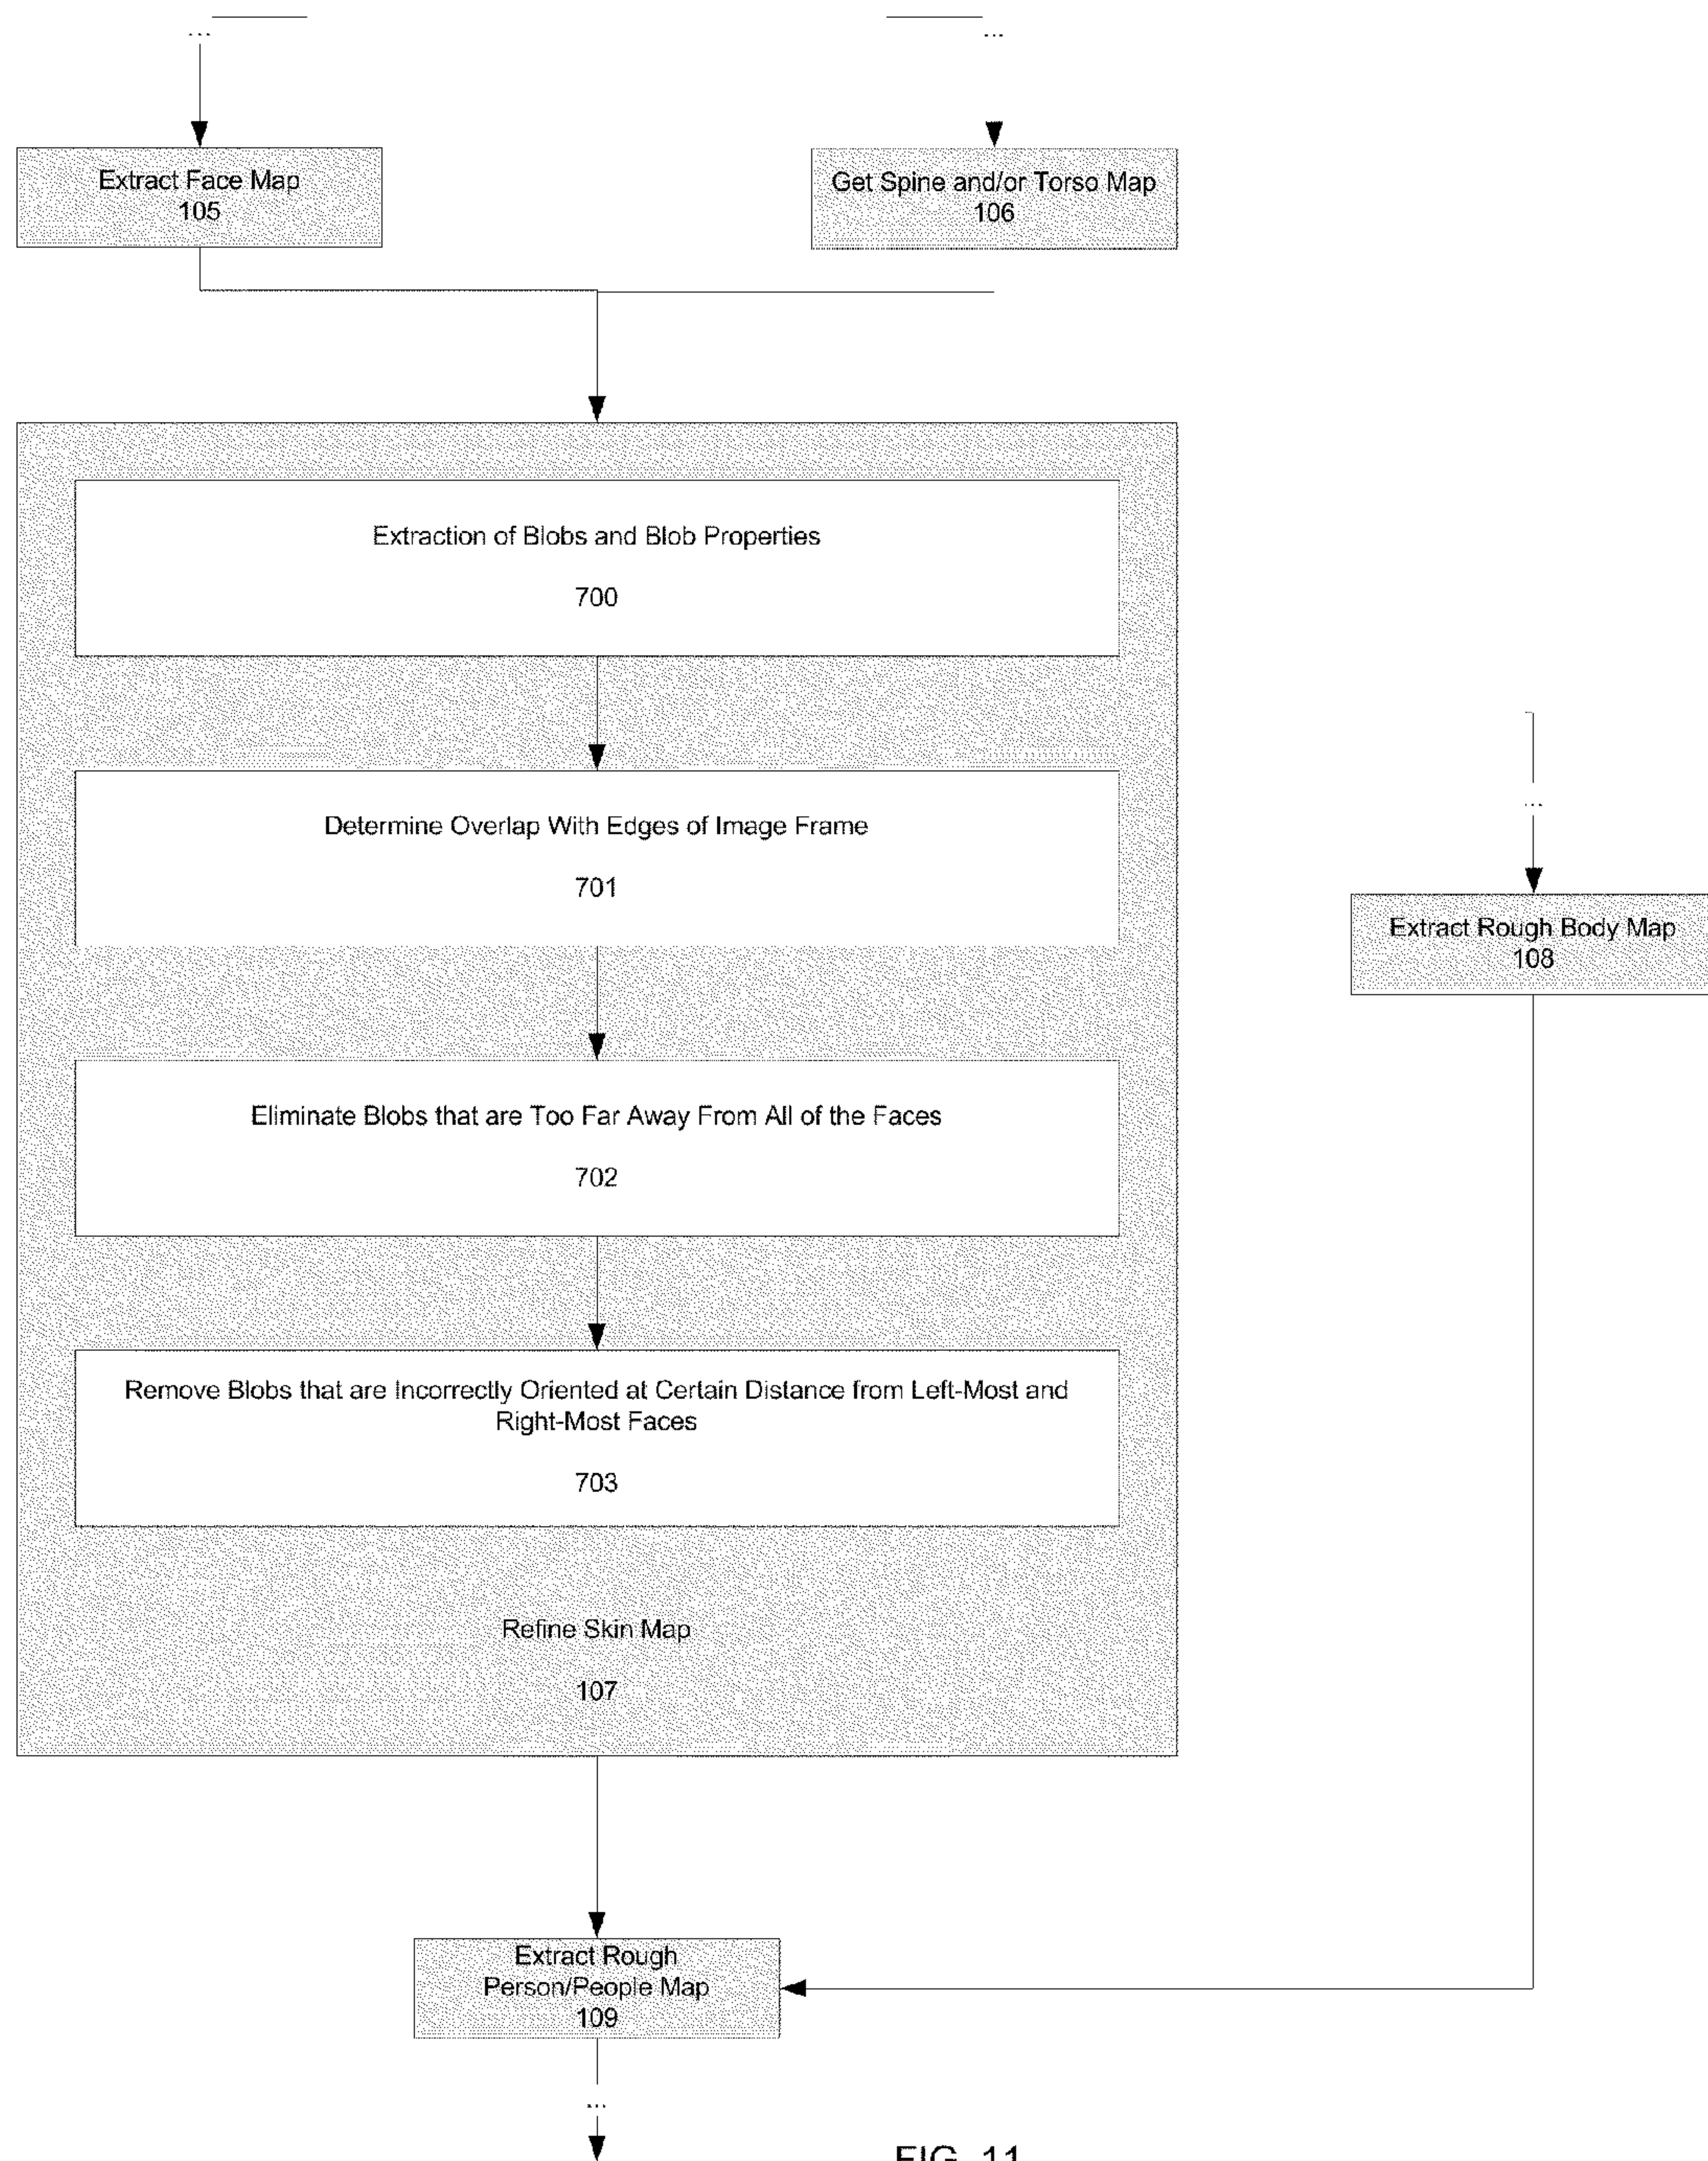 ...
...
Extract Face Map
105
Get Spine and/or Torso Map
106
Extraction of Blobs and Blob Properties
700
Determine Overlap With Edges of Image Frame
701
...
Extract Rough Body Map
108
Eliminate Blobs that are Too Far Away From All of the Faces
702
Remove Blobs that are Incorrectly Oriented at Certain Distance from Left-Most and
Right-Most Faces
703
Refine Skin Map
107
Extract Rough
Person/People Map
109
...
FIG. 11